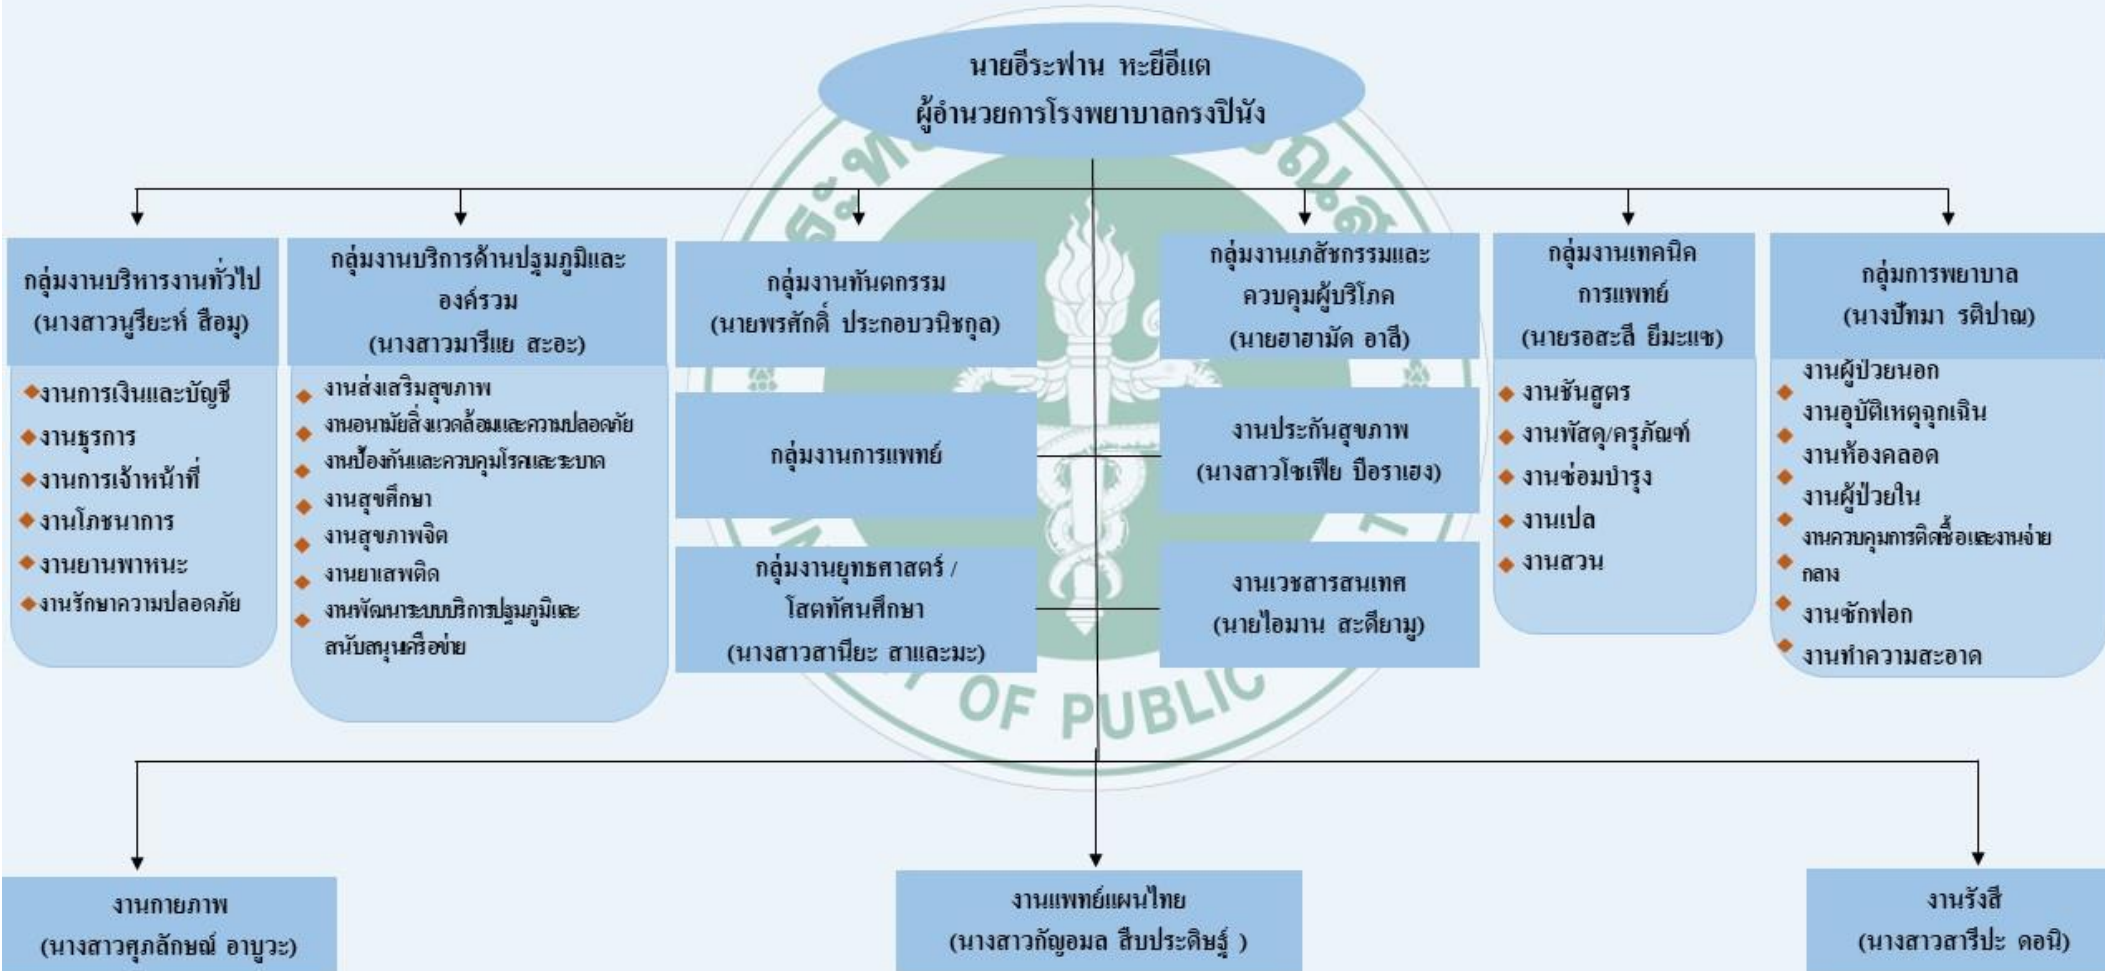 นายอีระฟาน หะยีอีแต
ผู้อำนวยการโรงพยาบาลกรงปินัง
กลุ่มงานบริหารงานทั่วไป
(นางสาวนูรียะห์ สือมุ)
งานการเงินและบัญชี
งานธุรการ
งานการเจ้าหน้าที่
งานโภชนาการ
งานยานพาหนะ
งานรักษาความปลอดภัย
กลุ่มงานบริการด้านปฐมภูมิและ
องค์รวม
(นางสาวมารีแย สะอะ)
งานส่งเสริมสุขภาพ
งานอนามัยสิ่งแวดล้อมและความปลอดภัย
งานป้องกันและควบคุมโรคและระบาด
งานสุขศึกษา
งานสุขภาพจิต
งานยาเสพติด
งานพัฒนาระบบบริการปฐมภูมิและ
สนับสนุนเครือข่าย
กลุ่มงานทันตกรรม
(นายพรศักดิ์ ประกอบวนิชกุล)
กลุ่มงานการแพทย์
กลุ่มงานยุทธศาสตร์ /
โสตทัศนศึกษา
(นางสาวสานียะ สาและมะ)
กลุ่มงานเภสัชกรรมและ
ควบคุมผู้บริโภค
(นายฮาฮามัด อาลี)
งานประกันสุขภาพ
(นางสาวโซเฟีย ปือราเฮง)
งานเวชสารสนเทศ
(นายไอมาน สะดียามู)
กลุ่มงานเทคนิค
การแพทย์
(นายรอสะลี ยีมะแซ)
งานชันสูตร
งานพัสดุ/ครุภัณฑ์
งานซ่อมบำรุง
งานเปล
งานสวน
กลุ่มการพยาบาล
(นางปัทมา รติปาณ)
งานผู้ป่วยนอก
งานอุบัติเหตุฉุกเฉิน
งานห้องคลอด
งานผู้ป่วยใน
งานควบคุมการติดชื้อและงานจ่าย
กลาง
งานซักฟอก
งานทำความสะอาด
OF PUBLIC
งานกายภาพ
(นางสาวศุภลักษณ์ อาบูวะ)
งานแพทย์แผนไทย
(นางสาวกัญอมล สืบประดิษฐ์ )
งานรังสี
(นางสาวสารีปะ ดอนิ)